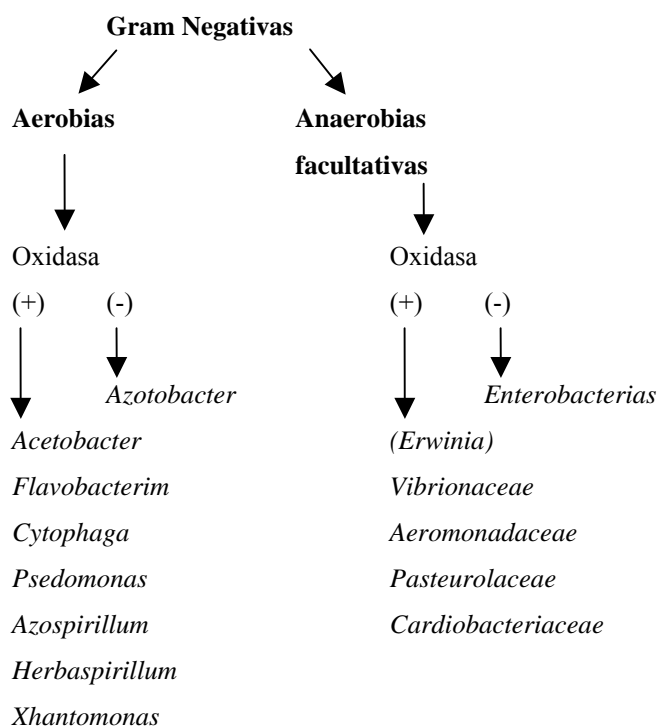 Gram Negativas
Aerobias
Anaerobias
facultativas
Oxidasa
(+) (-)
Azotobacter
Acetobacter
Flavobacterim
Cytophaga
Psedomonas
Azospirillum
Herbaspirillum
Xhantomonas
Oxidasa
(+) (-)
Enterobacterias
(Erwinia)
Vibrionaceae
Aeromonadaceae
Pasteurolaceae
Cardiobacteriaceae